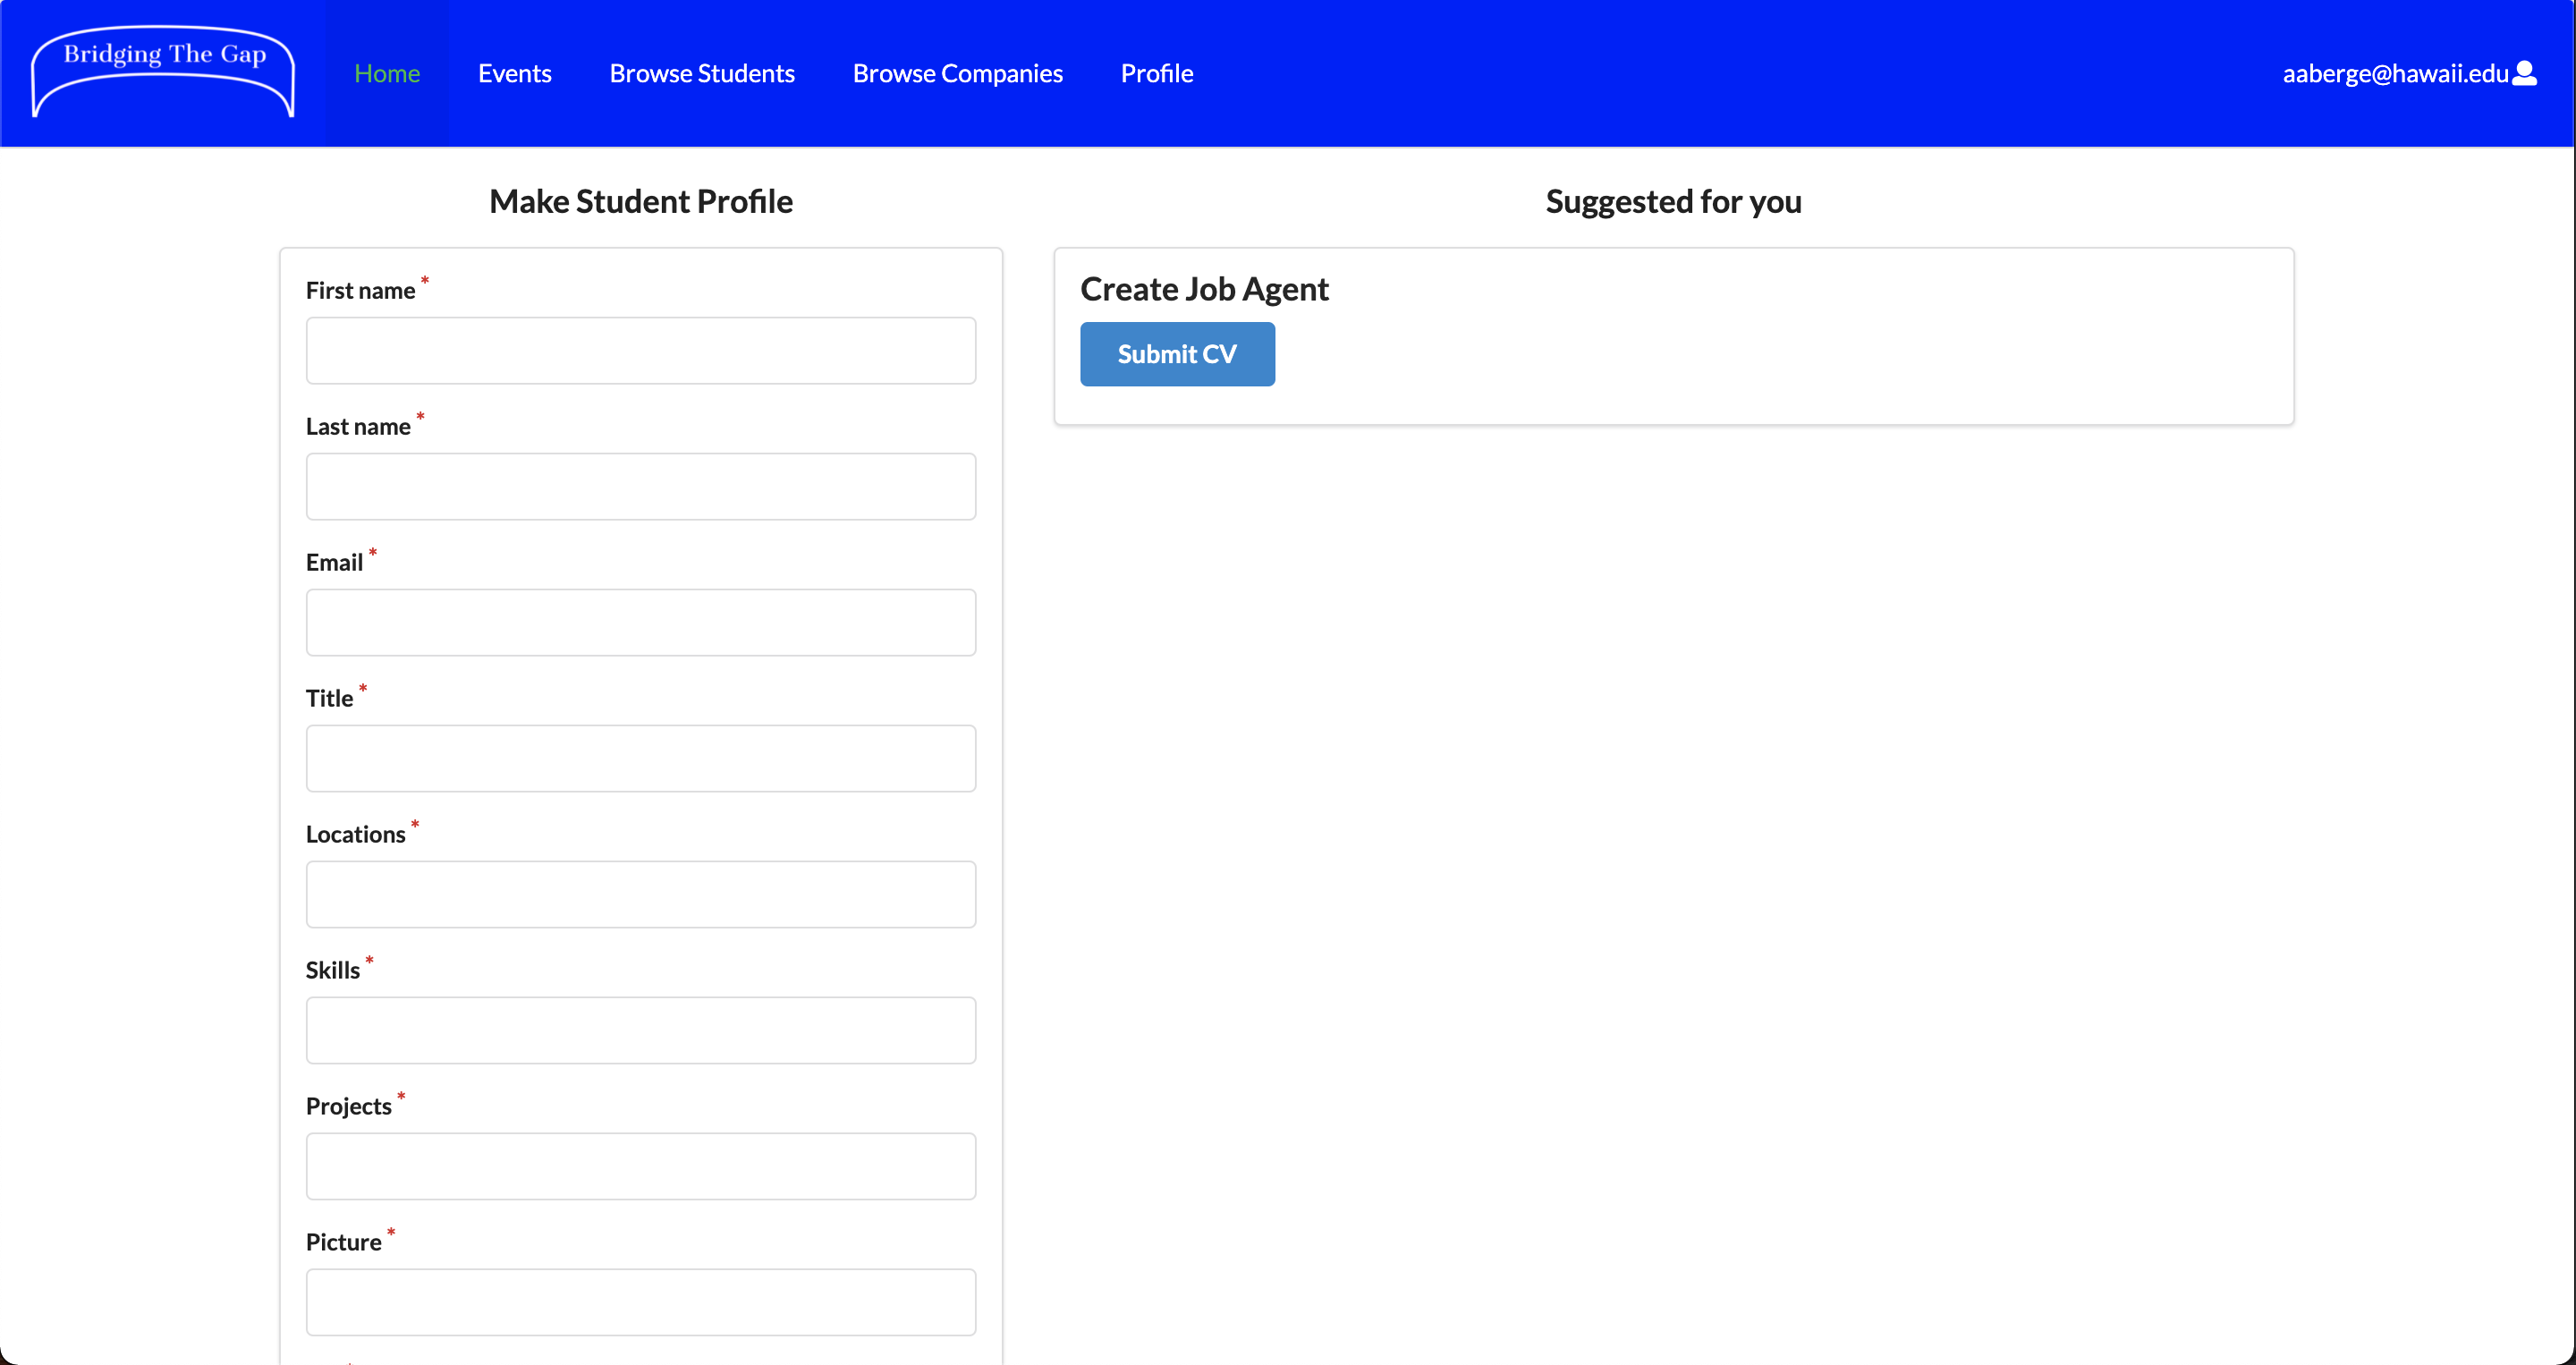 Bridging The Gap
Home Events Browse Students Browse Companies Profile aaberge@hawaii.edu
Make Student Profile
First name *
Last name *
Email *
Title *
Locations *
Skills *
Projects *
Picture *
Suggested for you
Create Job Agent
Submit CV